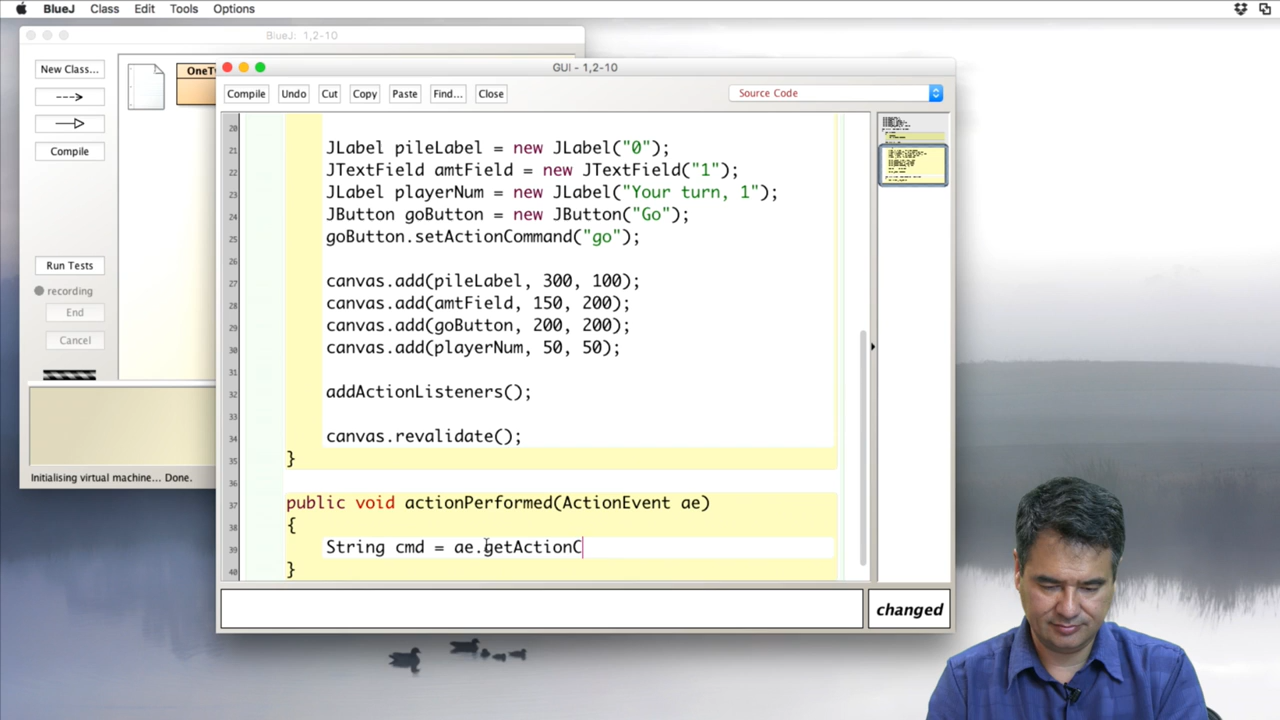 BlueJ Class Edit Tools Options
BlueJ: 1,2-10
New Class...
--->
Compile
Run Tests
recording
End
Cancel
Initialising virtual machine... Done.
OneTw
GUI - 1,2-10
Compile Undo Cut Copy Paste Find... Close Source Code
20
21 JLabel pileLabel = new JLabel("0");
22 JTextField amtField = new JTextField("1");
23 JLabel playerNum = new JLabel("Your turn, 1");
24 JButton goButton = new JButton("Go");
25 goButton.setActionCommand("go");
26
27 canvas.add(pileLabel, 300, 100);
28 canvas.add(amtField, 150, 200);
29 canvas.add(goButton, 200, 200);
30 canvas.add(playerNum, 50, 50);
31
32 addActionListeners();
33
34 canvas.revalidate();
35 }
36
37 public void actionPerformed(ActionEvent ae)
38 {
39 String cmd = ae.getActionC
40 }
changed